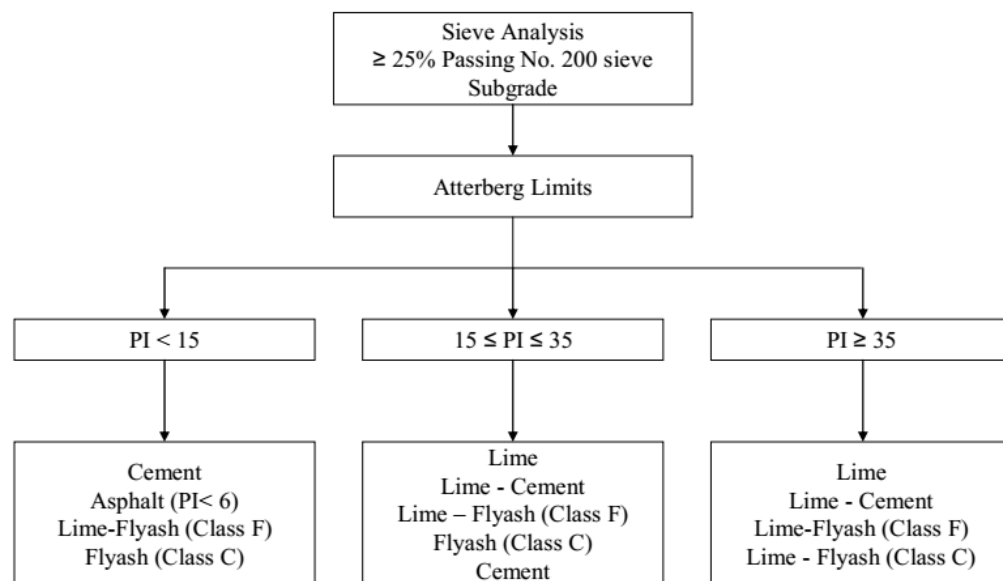 Sieve Analysis
≥ 25% Passing No. 200 sieve
Subgrade
Atterberg Limits
PI < 15
15 ≤ PI ≤ 35
PI ≥ 35
Cement
Asphalt (PI< 6)
Lime-Flyash (Class F)
Flyash (Class C)
Lime
Lime - Cement
Lime – Flyash (Class F)
Flyash (Class C)
Cement
Lime
Lime - Cement
Lime-Flyash (Class F)
Lime - Flyash (Class C)